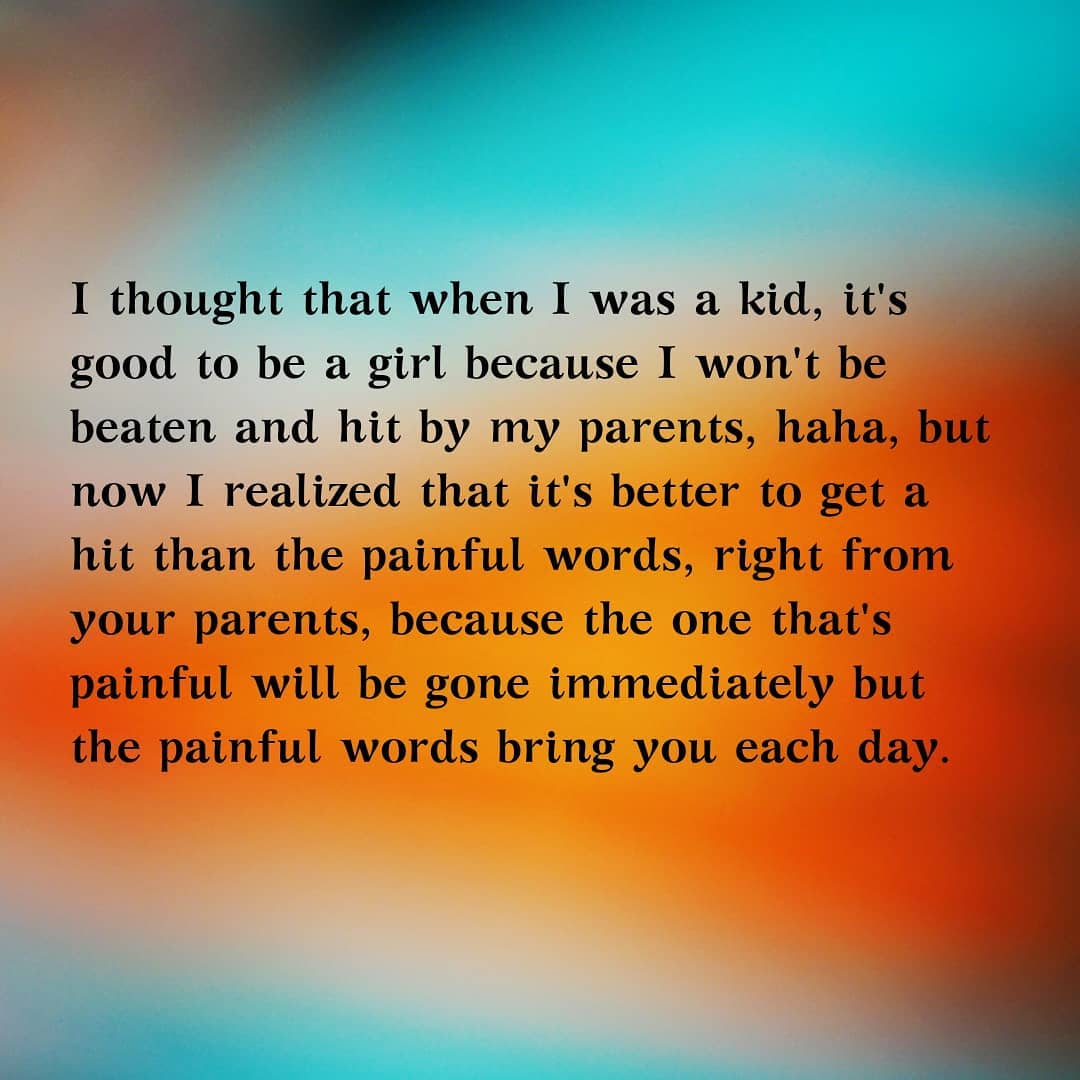 I thought that when I was a kid, it's
good to be a girl because I won't be
beaten and hit by my parents, haha, but
now I realized that it's better to get a
hit than the painful words, right from
your parents, because the one that's
painful will be gone immediately but
the painful words bring you each day.